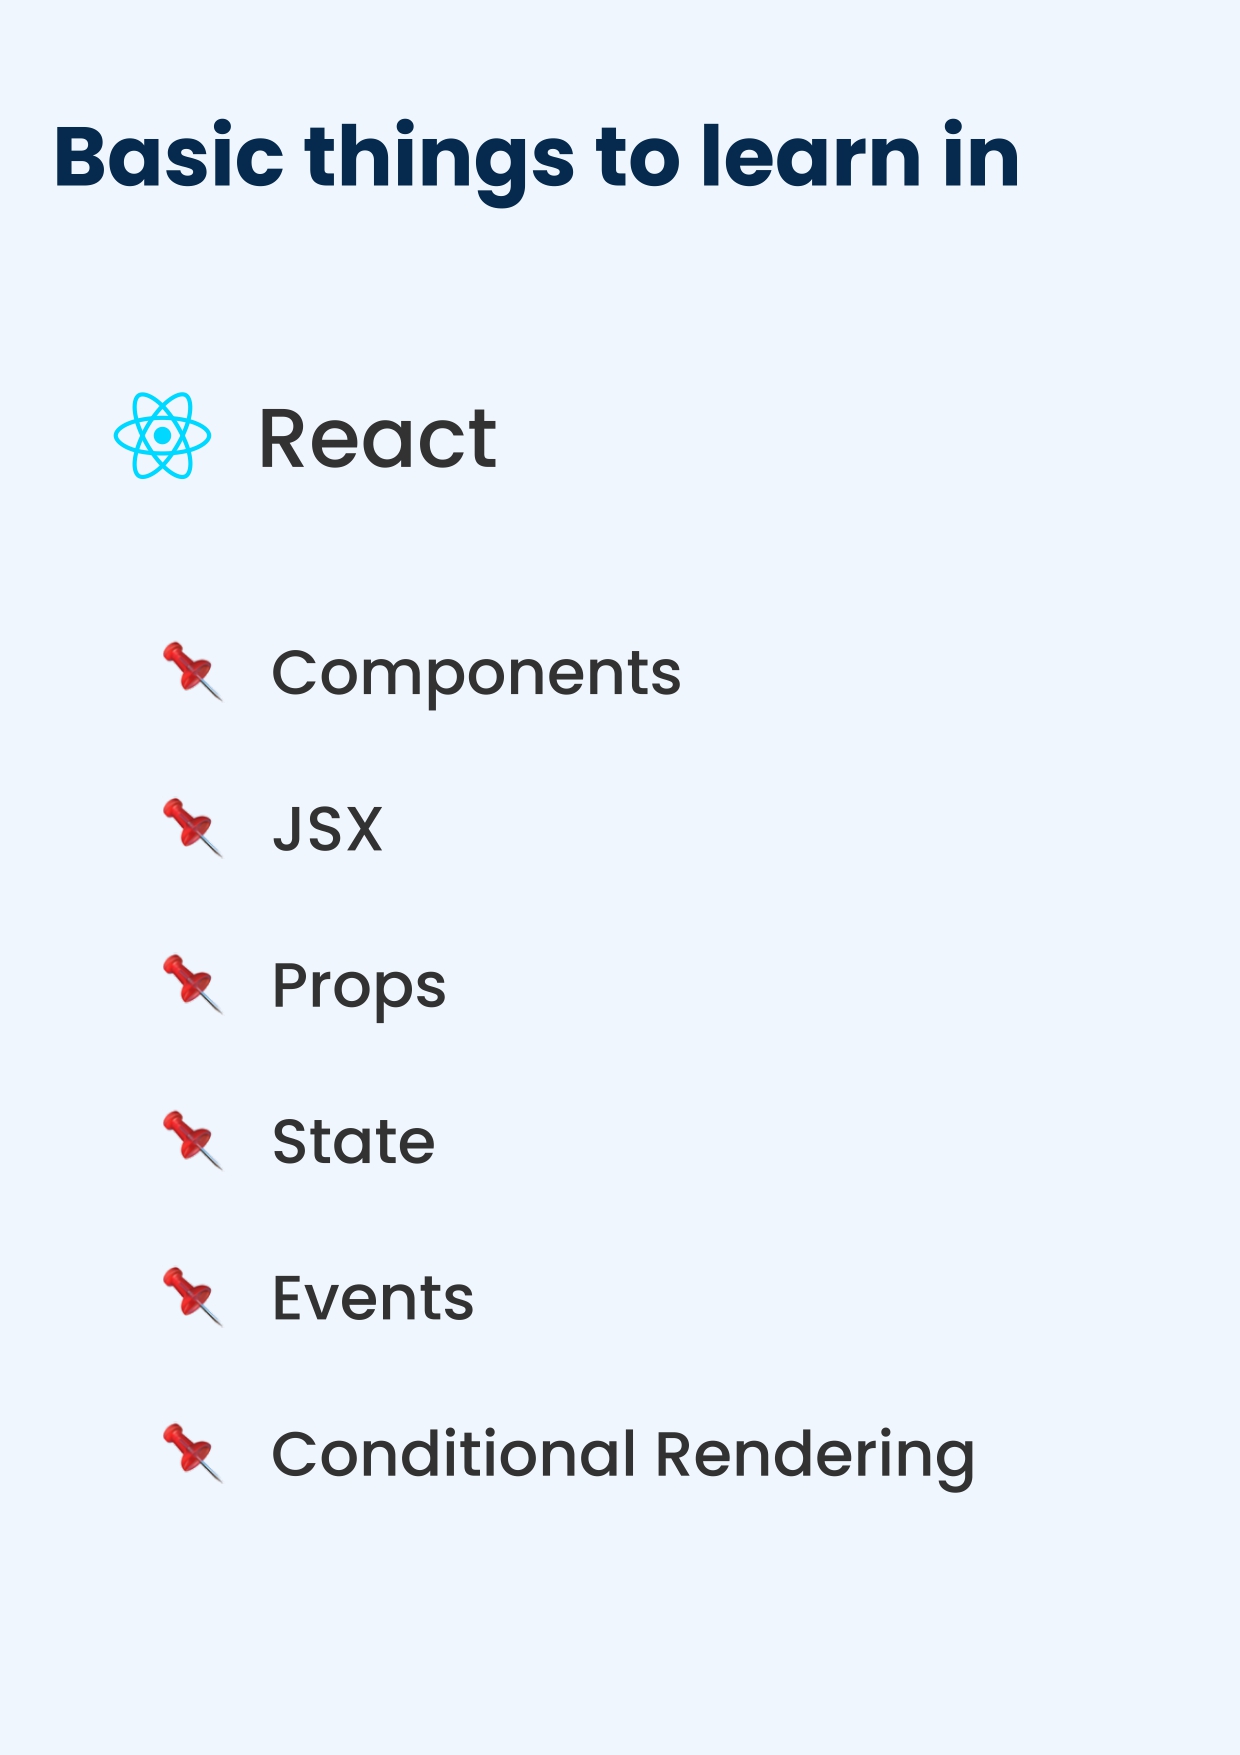 Basic things to learn in
React
Components
JSX
Props
State
Events
Conditional Rendering